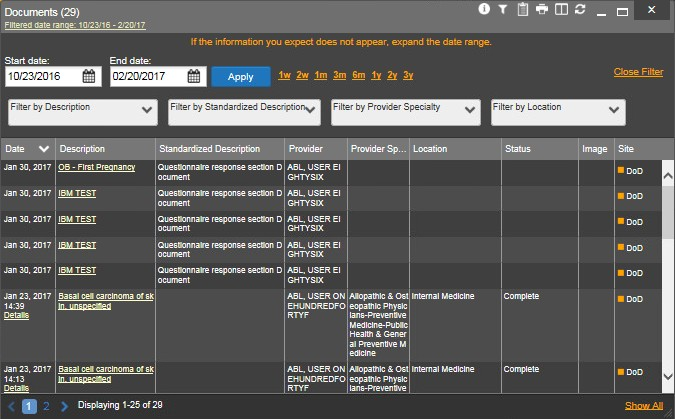 Documents (29)
Filtered date range: 10/23/16 - 2/20/17
If the information you expect does not appear, expand the date range.
Start date: End date:
10/23/2016 02/20/2017 Apply 1w 2w 1m 3m 6m 1y 2y 3y Close Filter
Filter by Description Filter by Standardized Description Filter by Provider Specialty Filter by Location
Date Description Standardized Description Provider Provider Sp... Location Status Image Site
Jan 30, 2017 OB - First Pregnancy Questionnaire response section D ABL, USER EI DoD
ocument GHTYSIX
Jan 30, 2017 IBM TEST Questionnaire response section D ABL, USER EI DoD
ocument GHTYSIX
Jan 30, 2017 IBM TEST Questionnaire response section D ABL, USER EI DoD
ocument GHTYSIX
Jan 30, 2017 IBM TEST Questionnaire response section D ABL, USER EI DoD
ocument GHTYSIX
Jan 30, 2017 IBM TEST Questionnaire response section D ABL, USER EI DoD
ocument GHTYSIX
Jan 23, 2017 Basal cell carcinoma of sk ABL, USER ON Allopathic & Ost Internal Medicine Complete DoD
14:39 in, unspecified EHUNDREDFO eopathic Physic
Details RTYF ians-Preventive
Medicine-Public
Health & Gener
al Preventive M
edicine
Jan 23, 2017 Basal cell carcinoma of sk ABL, USER ON Allopathic & Ost Internal Medicine Complete DoD
14:13 in, unspecified EHUNDREDFO eopathic Physic
Details RTYF ians-Preventive
1 2 Displaying 1-25 of 29 Show All